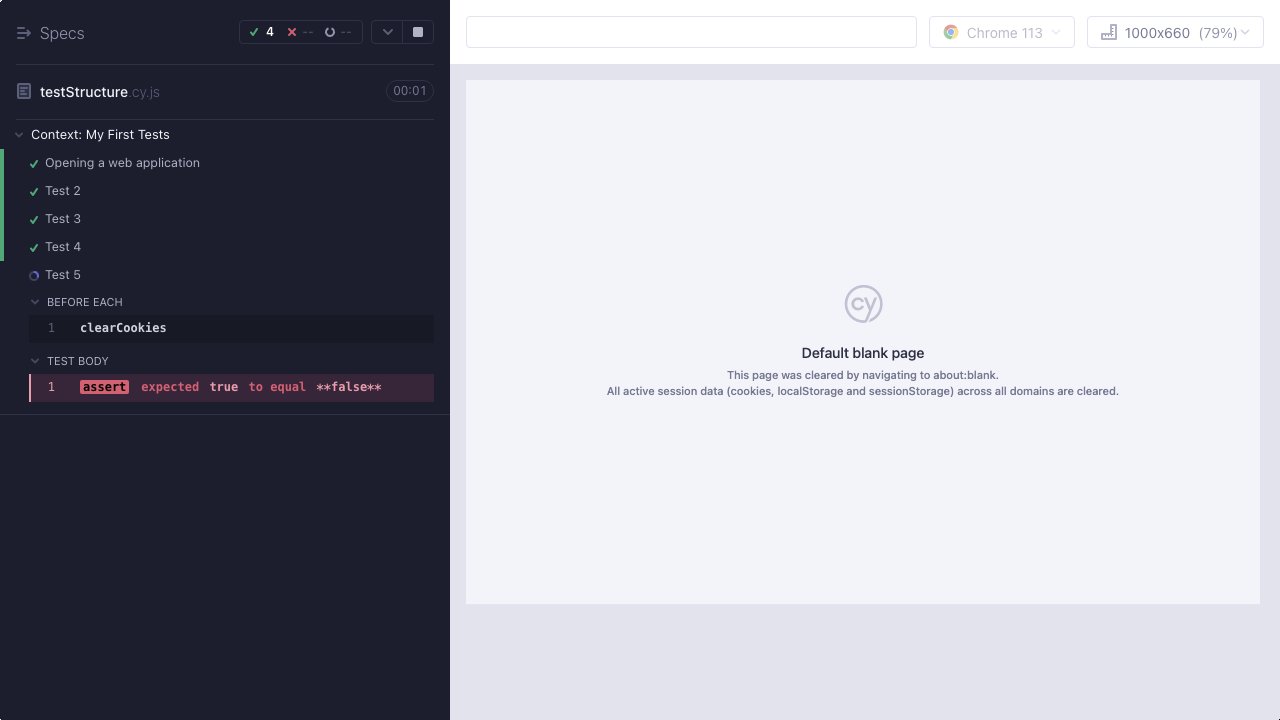 Specs
4 -- --
testStructure.cy.js 00:01
Context: My First Tests
Opening a web application
Test 2
Test 3
Test 4
Test 5
BEFORE EACH
1 clearCookies
TEST BODY
1 assert expected true to equal **false**
Chrome 113
1000x660 (79%)
cy
Default blank page
This page was cleared by navigating to about:blank.
All active session data (cookies, localStorage and sessionStorage) across all domains are cleared.